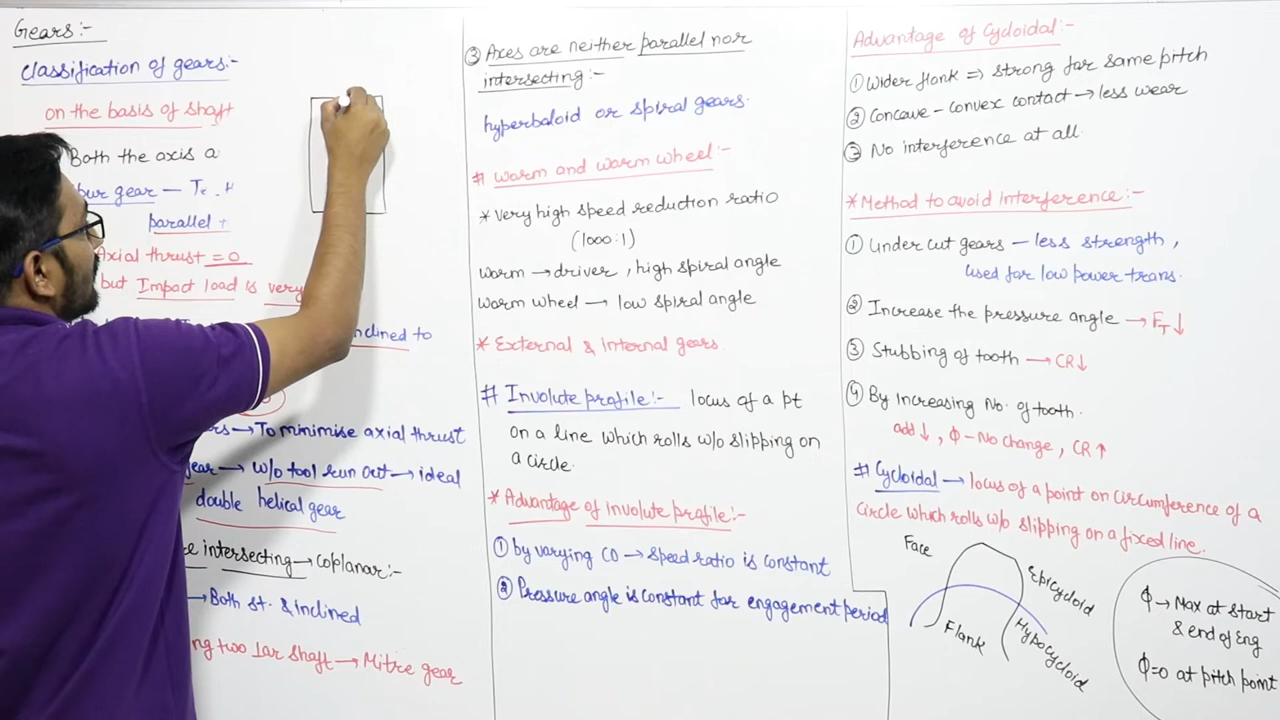 Gears:-
Classification of gears:-
on the basis of shaft
Both the axis a
spur gear — Tc - H
parallel +
Axial thrust = 0
but Impact load is very
nclined to
rs → To minimise axial thrust
gear → w/o tool run out → ideal
double helical gear
re intersecting → coplanar:-
→ Both st. & inclined
ng two lar shaft → Mitre gear
③ Axes are neither parallel nor
intersecting:-
hyperbaloid or spiral gears.
# Worm and worm wheel:-
* Very high speed reduction ratio
(1000:1)
worm → driver, high spiral angle
worm wheel → low spiral angle
* External & Internal gears.
# Involute profile:- locus of a pt
on a line which rolls w/o slipping on
a circle.
* Advantage of involute profile:-
① by varying CD → speed ratio is constant
② Pressure angle is constant for engagement period
Advantage of Cycloidal:-
① Wider flank ⇒ strong for same pitch
② Concave - convex contact → less wear
③ No interference at all.
* Method to avoid interference:-
① Under cut gears — less strength,
used for low power trans.
② Increase the pressure angle → FT ↓
③ Stubbing of tooth → CR↓
④ By increasing No. of tooth.
add ↓, Φ - No change, CR ↑
# Cycloidal → locus of a point on circumference of a
circle which rolls w/o slipping on a fixed line.
Face
Epicycloid
Flank
Hypocycloid
Φ → Max at start
& end of Eng
Φ=0 at pitch point